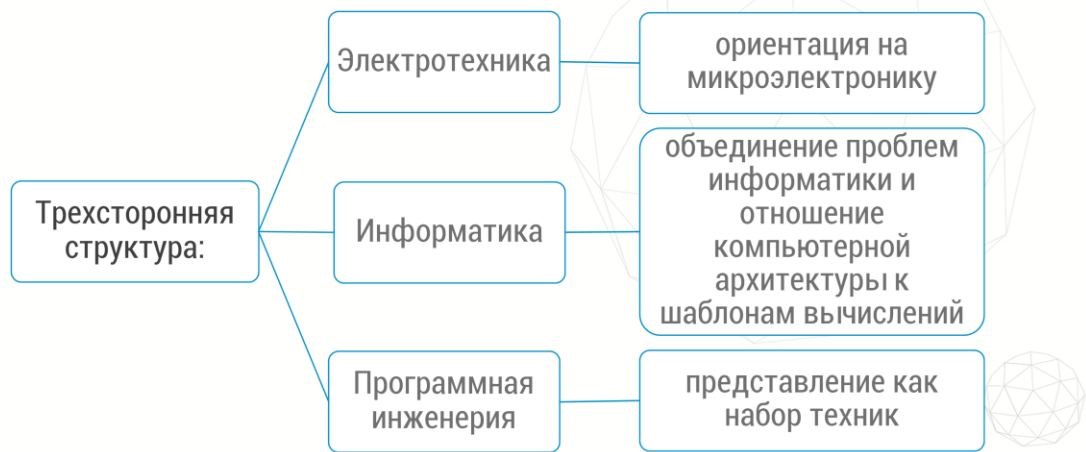 Трехсторонняя
структура:
Электротехника
ориентация на
микроэлектронику
Информатика
объединение проблем
информатики и
отношение
компьютерной
архитектуры к
шаблонам вычислений
Программная
инженерия
представление как
набор техник